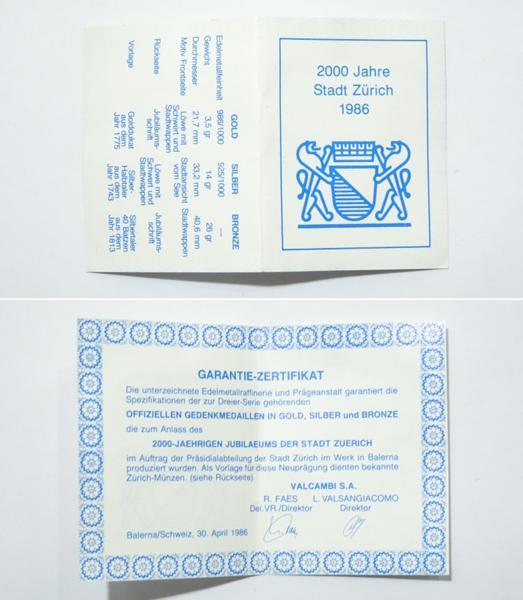 2000 Jahre
Stadt Zürich
1986
GOLD SILBER BRONZE
Edelmetallfeinheit 986/1000 925/1000 —
Gewicht 3,5 gr 14 gr 26 gr
Durchmesser 21,7 mm 33,2 mm 40,6 mm
Motiv Frontseite Löwe mit Stadtansicht Stadtwappen
Schwert und vom See
Stadtwappen
Rückseite Jubiläums- Löwe mit Jubiläums-
schrift Schwert und schrift
Stadtwappen
Vorlage Golddukat Silber- Silbertaler
aus dem Halbtaler 40 Batzen
Jahr 1775 aus dem aus dem
Jahr 1743 Jahr 1813
GARANTIE-ZERTIFIKAT
Die unterzeichnete Edelmetallraffinerie und Prägeanstalt garantiert die
Spezifikationen der zur Dreier-Serie gehörenden
OFFIZIELLEN GEDENKMEDAILLEN IN GOLD, SILBER und BRONZE
die zum Anlass des
2000-JAEHRIGEN JUBILAEUMS DER STADT ZUERICH
im Auftrag der Präsidialabteilung der Stadt Zürich im Werk in Balerna
produziert wurden. Als Vorlage für diese Neuprägung dienten bekannte
Zürich-Münzen. (siehe Rückseite).
VALCAMBI S.A.
R. FAES L. VALSANGIACOMO
Del.VR./Direktor Direktor
Balerna/Schweiz, 30. April 1986